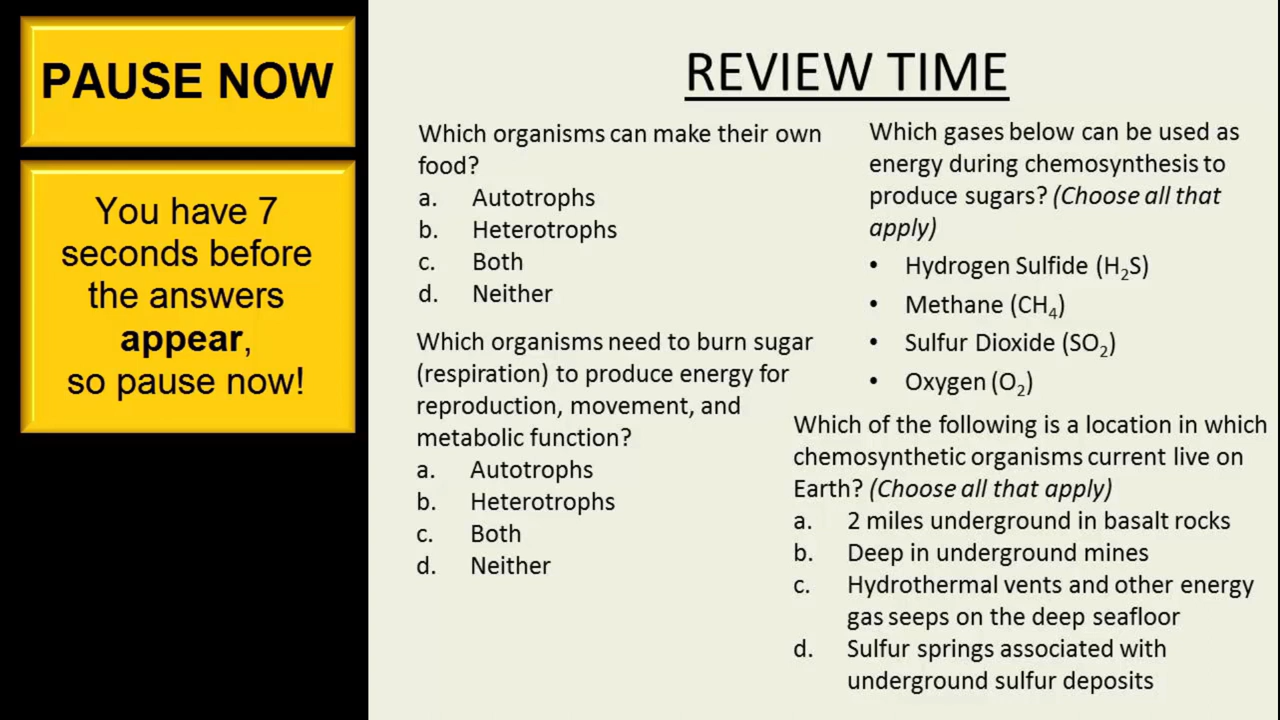 PAUSE NOW
You have 7
seconds before
the answers
appear,
so pause now!
REVIEW TIME
Which organisms can make their own
food?
a. Autotrophs
b. Heterotrophs
c. Both
d. Neither
Which organisms need to burn sugar
(respiration) to produce energy for
reproduction, movement, and
metabolic function?
a. Autotrophs
b. Heterotrophs
c. Both
d. Neither
Which gases below can be used as
energy during chemosynthesis to
produce sugars? (Choose all that
apply)
• Hydrogen Sulfide (H₂S)
• Methane (CH₄)
• Sulfur Dioxide (SO₂)
• Oxygen (O₂)
Which of the following is a location in which
chemosynthetic organisms current live on
Earth? (Choose all that apply)
a. 2 miles underground in basalt rocks
b. Deep in underground mines
c. Hydrothermal vents and other energy
gas seeps on the deep seafloor
d. Sulfur springs associated with
underground sulfur deposits